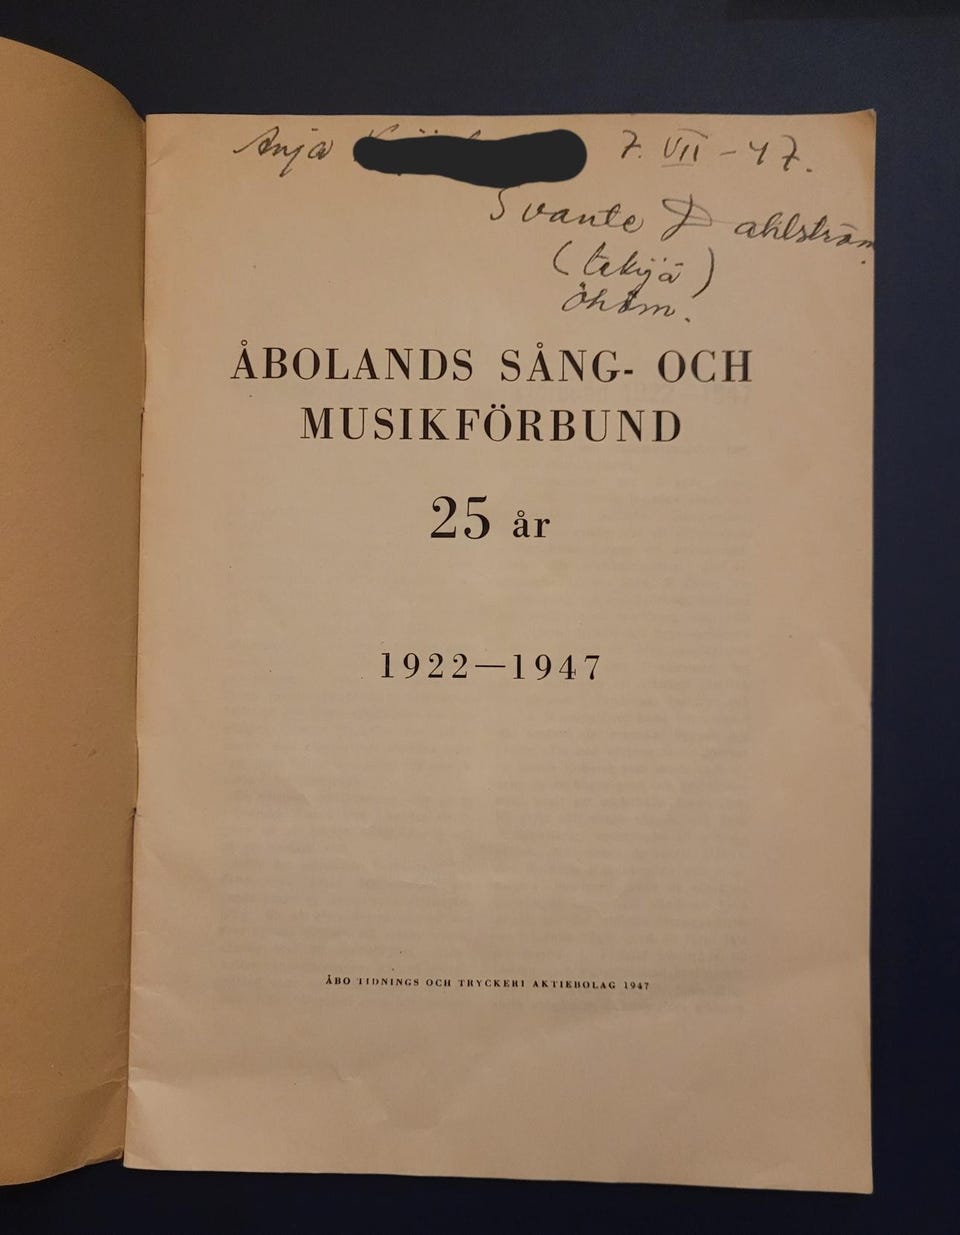 Anja 7. VII - 47.
Svante Dahlström.
(tekijä)
ÅBOLANDS SÅNG- OCH
MUSIKFÖRBUND
25 år
1922—1947
ÅBO TIDNINGS OCH TRYCKERI AKTIEBOLAG 1947